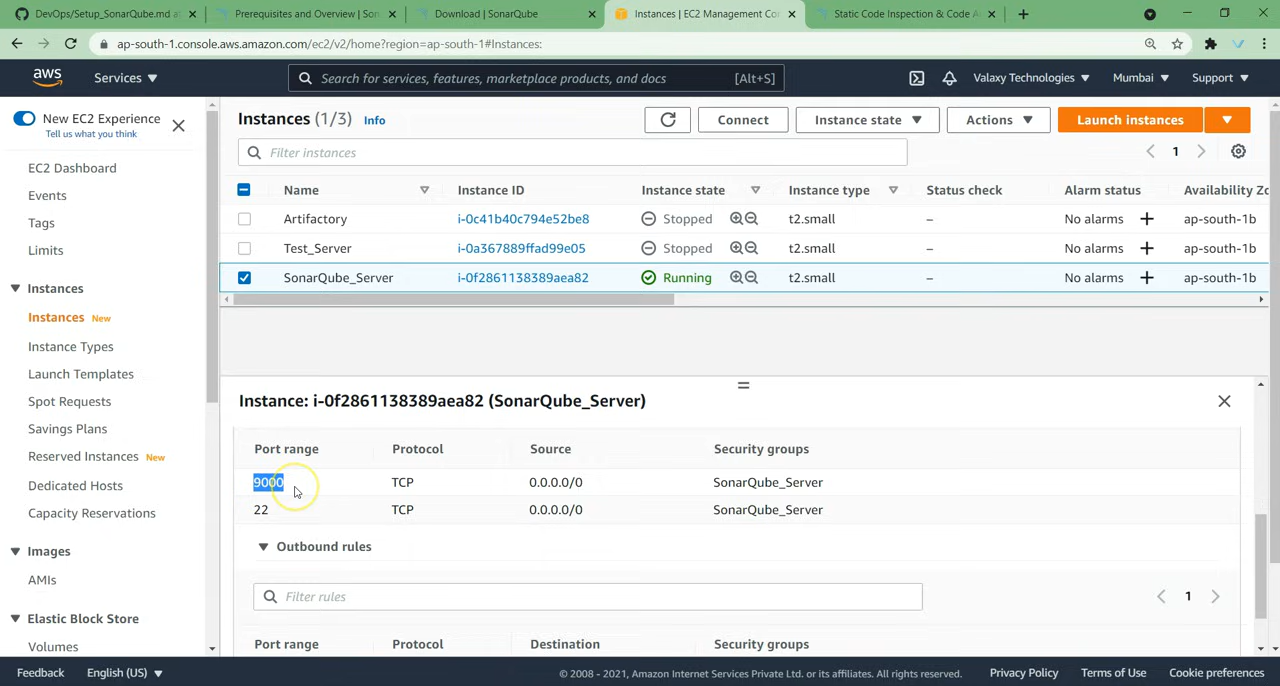 DevOps/Setup_SonarQube.md at
Prerequisites and Overview | Son
Download | SonarQube
Instances | EC2 Management Con
Static Code Inspection & Code A
ap-south-1.console.aws.amazon.com/ec2/v2/home?region=ap-south-1#Instances:
aws
Services
Search for services, features, marketplace products, and docs
[Alt+S]
Valaxy Technologies
Mumbai
Support
New EC2 Experience
Tell us what you think
EC2 Dashboard
Events
Tags
Limits
Instances
Instances New
Instance Types
Launch Templates
Spot Requests
Savings Plans
Reserved Instances New
Dedicated Hosts
Capacity Reservations
Images
AMIs
Elastic Block Store
Volumes
Instances (1/3) Info
Connect
Instance state
Actions
Launch instances
Filter instances
1
Name Instance ID Instance state Instance type Status check Alarm status Availability Zo
Artifactory i-0c41b40c794e52be8 Stopped t2.small – No alarms + ap-south-1b
Test_Server i-0a367889ffad99e05 Stopped t2.small – No alarms + ap-south-1b
SonarQube_Server i-0f2861138389aea82 Running t2.small – No alarms + ap-south-1b
Instance: i-0f2861138389aea82 (SonarQube_Server)
Port range Protocol Source Security groups
9000 TCP 0.0.0.0/0 SonarQube_Server
22 TCP 0.0.0.0/0 SonarQube_Server
Outbound rules
Filter rules
1
Port range Protocol Destination Security groups
Feedback
English (US)
© 2008 - 2021, Amazon Internet Services Private Ltd. or its affiliates. All rights reserved.
Privacy Policy
Terms of Use
Cookie preferences